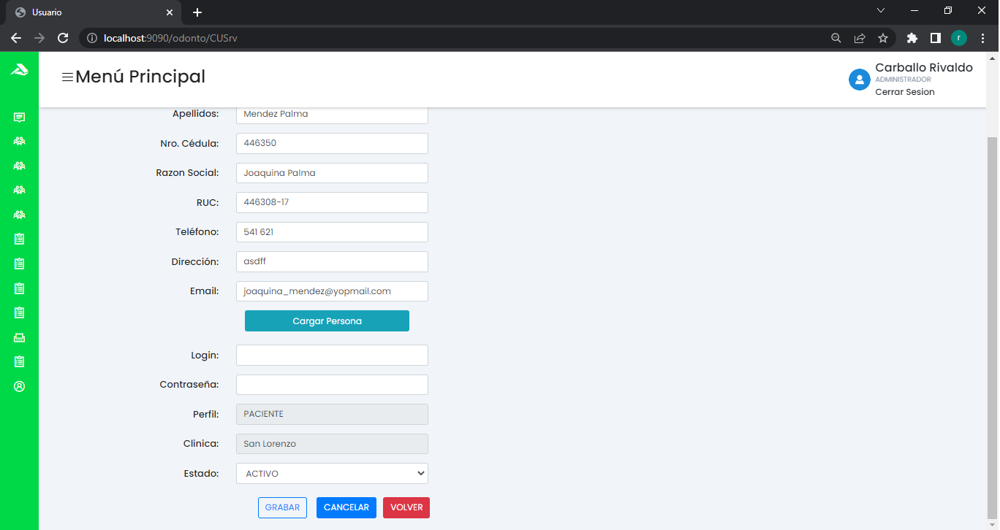 Usuario
localhost:9090/odonto/CUSrv
r
Menú Principal
Carballo Rivaldo
ADMINISTRADOR
Cerrar Sesion
Apellidos: Mendez Palma
Nro. Cédula: 446350
Razon Social: Joaquina Palma
RUC: 446308-17
Teléfono: 541 621
Dirección: asdff
Email: joaquina_mendez@yopmail.com
Cargar Persona
Login:
Contraseña:
Perfil: PACIENTE
Clinica: San Lorenzo
Estado: ACTIVO
GRABAR CANCELAR VOLVER